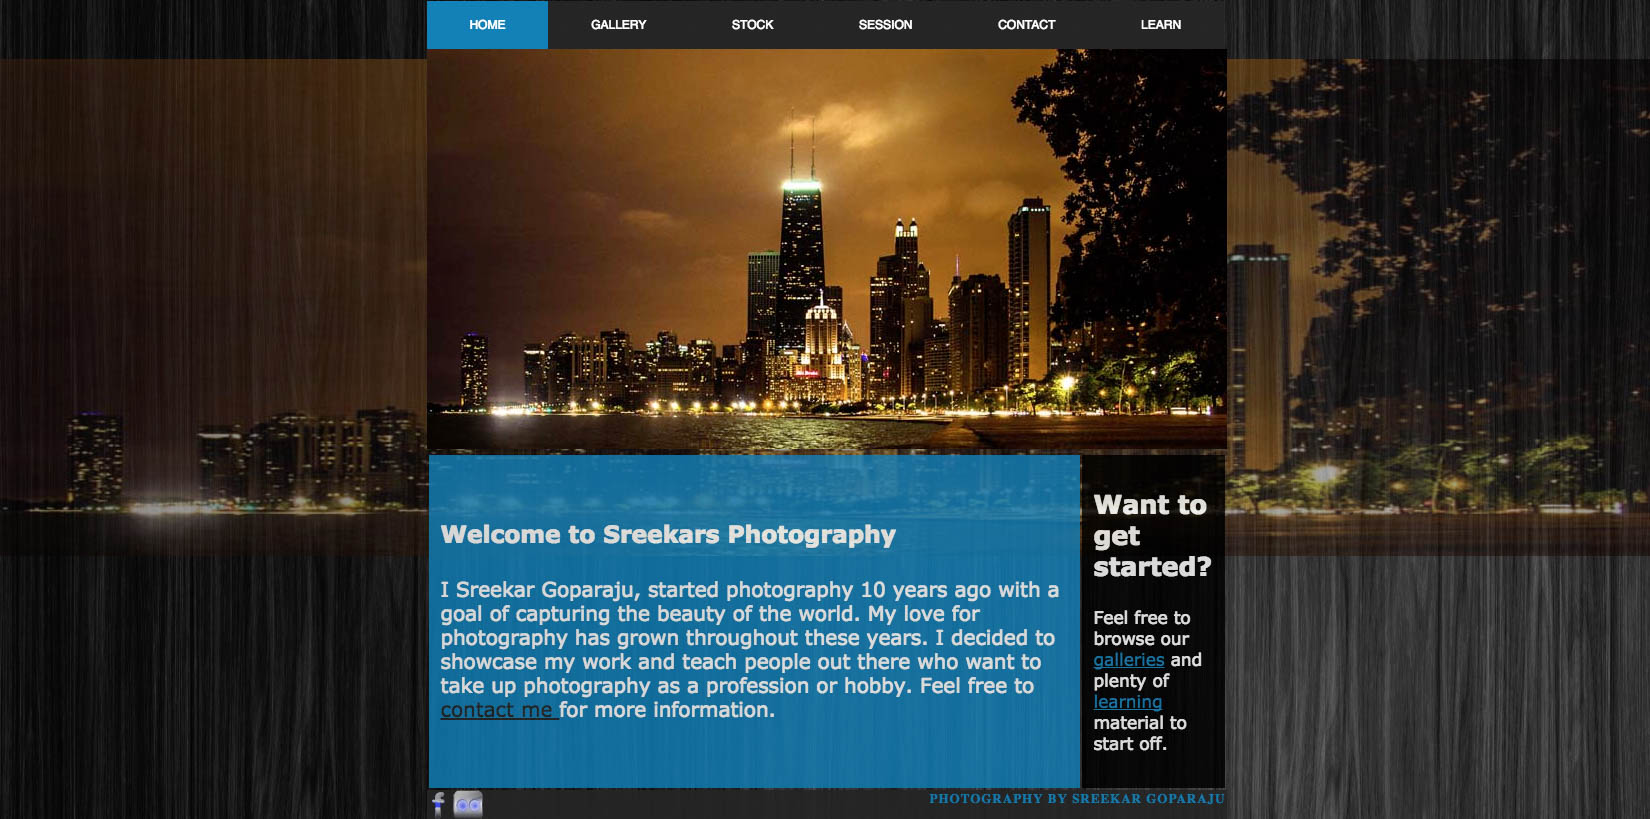 HOME GALLERY STOCK SESSION CONTACT LEARN
Welcome to Sreekars Photography
I Sreekar Goparaju, started photography 10 years ago with a
goal of capturing the beauty of the world. My love for
photography has grown throughout these years. I decided to
showcase my work and teach people out there who want to
take up photography as a profession or hobby. Feel free to
contact me for more information.
Want to
get
started?
Feel free to
browse our
galleries and
plenty of
learning
material to
start off.
f
PHOTOGRAPHY BY SREEKAR GOPARAJU